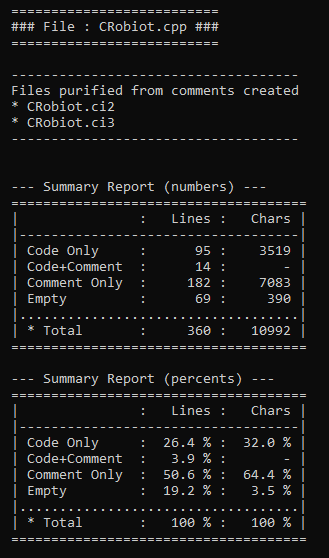 ==========================
### File : CRobiot.cpp ###
==========================
------------------------------------
Files purified from comments created
* CRobiot.ci2
* CRobiot.ci3
------------------------------------
--- Summary Report (numbers) ---
=====================================
|               :   Lines :   Chars |
|-----------------------------------|
| Code Only     :      95 :    3519 |
| Code+Comment  :      14 :       - |
| Comment Only  :     182 :    7083 |
| Empty         :      69 :     390 |
|...................................|
| * Total       :     360 :   10992 |
=====================================
--- Summary Report (percents) ---
=====================================
|               :   Lines :   Chars |
|-----------------------------------|
| Code Only     :  26.4 % :  32.0 % |
| Code+Comment  :   3.9 % :       - |
| Comment Only  :  50.6 % :  64.4 % |
| Empty         :  19.2 % :   3.5 % |
|...................................|
| * Total       :   100 % :   100 % |
=====================================